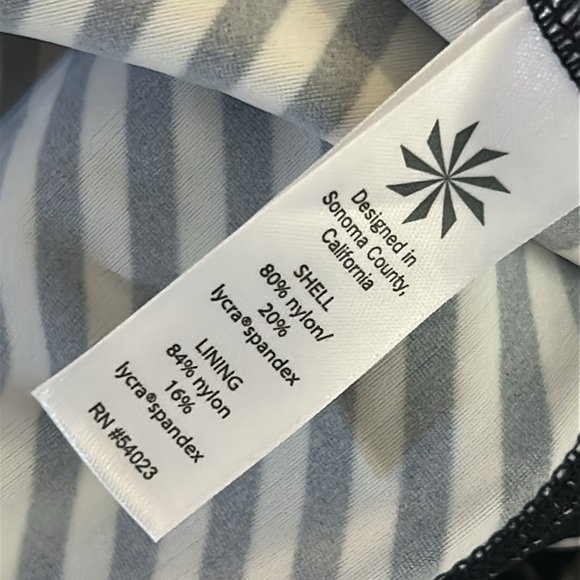 Designed in
Sonoma County,
California
SHELL
80% nylon/
20%
lycra®spandex
LINING
84% nylon
16%
lycra®spandex
RN #54023